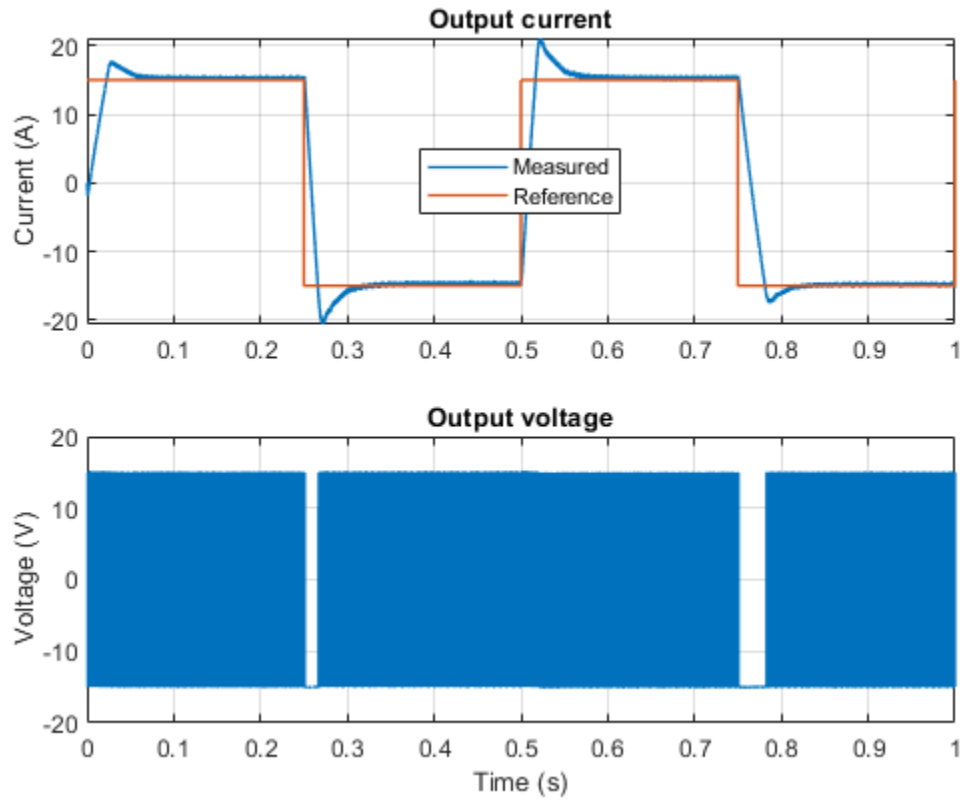 Output current
20
10
0
-10
-20
Current (A)
Measured
Reference
0 0.1 0.2 0.3 0.4 0.5 0.6 0.7 0.8 0.9 1
Output voltage
20
10
0
-10
-20
Voltage (V)
0 0.1 0.2 0.3 0.4 0.5 0.6 0.7 0.8 0.9 1
Time (s)